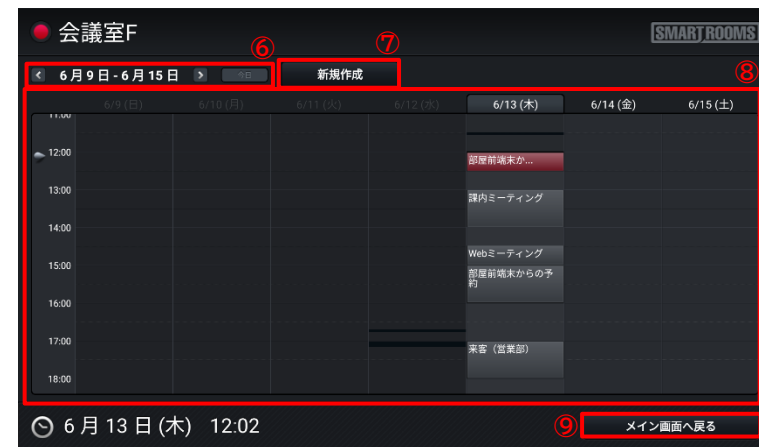 会議室F
SMART ROOMS
⑥
⑦
⑧
< 6月9日-6月15日 >
今日
新規作成
6/9 (日) 6/10 (月) 6/11 (火) 6/12 (水) 6/13 (木) 6/14 (金) 6/15 (土)
11:00
12:00
部屋前端末か...
13:00
課内ミーティング
14:00
Webミーティング
15:00
部屋前端末からの予
約
16:00
17:00
来客（営業部）
18:00
6月13日(木) 12:02
⑨
メイン画面へ戻る